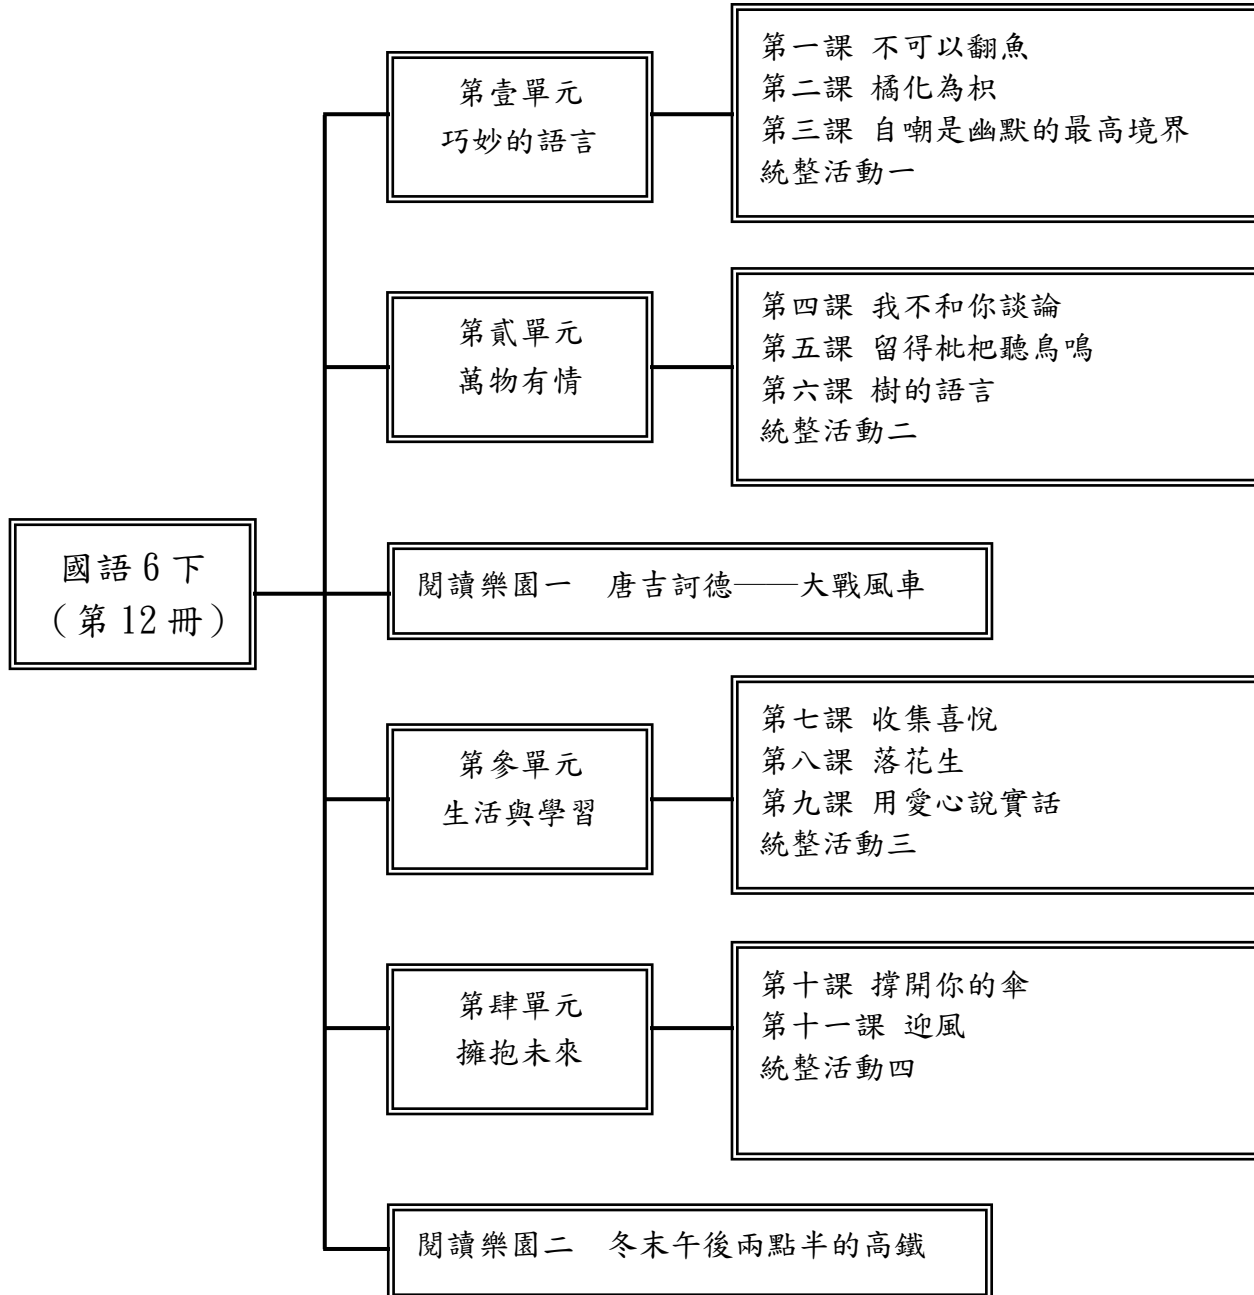 國語6下
（第12冊）
第壹單元
巧妙的語言
第一課 不可以翻魚
第二課 橘化為枳
第三課 自嘲是幽默的最高境界
統整活動一
第貳單元
萬物有情
第四課 我不和你談論
第五課 留得枇杷聽鳥鳴
第六課 樹的語言
統整活動二
閱讀樂園一　唐吉訶德——大戰風車
第參單元
生活與學習
第七課 收集喜悅
第八課 落花生
第九課 用愛心說實話
統整活動三
第肆單元
擁抱未來
第十課 撐開你的傘
第十一課 迎風
統整活動四
閱讀樂園二　冬末午後兩點半的高鐵